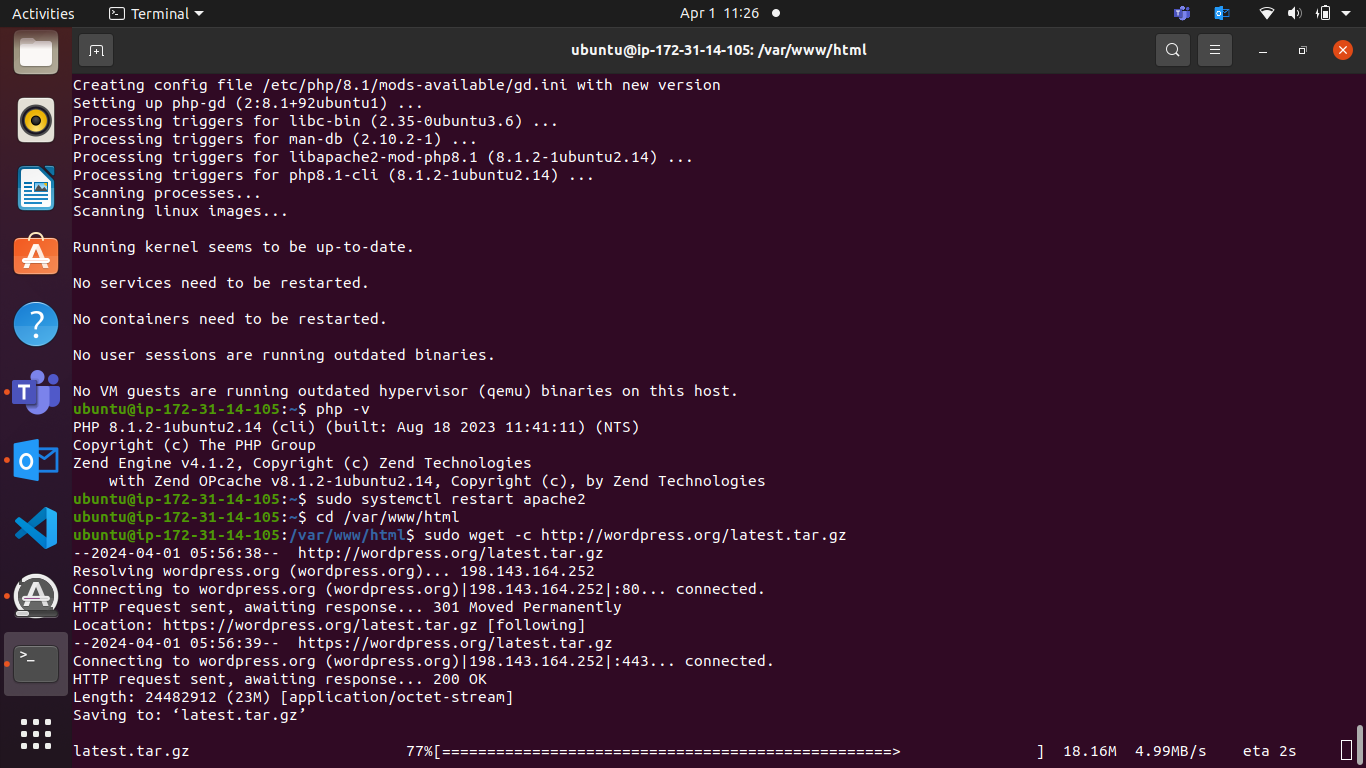 Activities
Terminal
Apr 1 11:26
ubuntu@ip-172-31-14-105: /var/www/html
Creating config file /etc/php/8.1/mods-available/gd.ini with new version
Setting up php-gd (2:8.1+92ubuntu1) ...
Processing triggers for libc-bin (2.35-0ubuntu3.6) ...
Processing triggers for man-db (2.10.2-1) ...
Processing triggers for libapache2-mod-php8.1 (8.1.2-1ubuntu2.14) ...
Processing triggers for php8.1-cli (8.1.2-1ubuntu2.14) ...
Scanning processes...
Scanning linux images...
Running kernel seems to be up-to-date.
No services need to be restarted.
No containers need to be restarted.
No user sessions are running outdated binaries.
No VM guests are running outdated hypervisor (qemu) binaries on this host.
ubuntu@ip-172-31-14-105:~$ php -v
PHP 8.1.2-1ubuntu2.14 (cli) (built: Aug 18 2023 11:41:11) (NTS)
Copyright (c) The PHP Group
Zend Engine v4.1.2, Copyright (c) Zend Technologies
    with Zend OPcache v8.1.2-1ubuntu2.14, Copyright (c), by Zend Technologies
ubuntu@ip-172-31-14-105:~$ sudo systemctl restart apache2
ubuntu@ip-172-31-14-105:~$ cd /var/www/html
ubuntu@ip-172-31-14-105:/var/www/html$ sudo wget -c http://wordpress.org/latest.tar.gz
--2024-04-01 05:56:38--  http://wordpress.org/latest.tar.gz
Resolving wordpress.org (wordpress.org)... 198.143.164.252
Connecting to wordpress.org (wordpress.org)|198.143.164.252|:80... connected.
HTTP request sent, awaiting response... 301 Moved Permanently
Location: https://wordpress.org/latest.tar.gz [following]
--2024-04-01 05:56:39--  https://wordpress.org/latest.tar.gz
Connecting to wordpress.org (wordpress.org)|198.143.164.252|:443... connected.
HTTP request sent, awaiting response... 200 OK
Length: 24482912 (23M) [application/octet-stream]
Saving to: ‘latest.tar.gz’
latest.tar.gz 77%[==================================================> ] 18.16M 4.99MB/s eta 2s